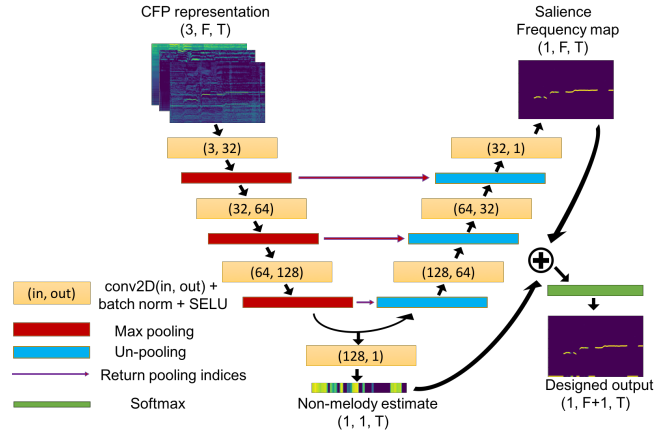 CFP representation
(3, F, T)
Salience
Frequency map
(1, F, T)
(3, 32)
(32, 1)
(32, 64)
(64, 32)
(64, 128)
(128, 64)
(in, out)
conv2D(in, out) +
batch norm + SELU
Max pooling
Un-pooling
Return pooling indices
Softmax
(128, 1)
Non-melody estimate
(1, 1, T)
Designed output
(1, F+1, T)